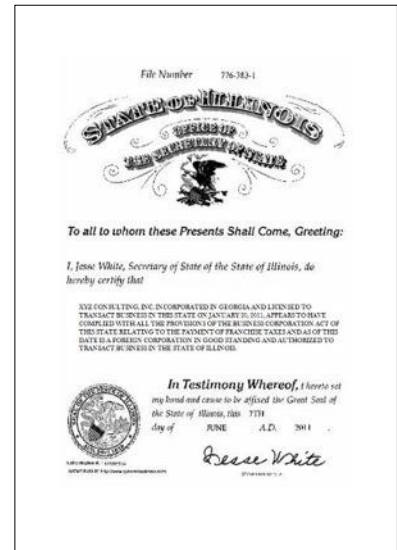 File Number 776-383-1
STATE OF ILLINOIS
OFFICE OF
THE SECRETARY OF STATE
To all to whom these Presents Shall Come, Greeting:
I, Jesse White, Secretary of State of the State of Illinois, do
hereby certify that
XYZ CONSULTING, INC. INCORPORATED IN GEORGIA AND LICENSED TO
TRANSACT BUSINESS IN THIS STATE ON JANUARY 10, 2011, APPEARS TO HAVE
COMPLIED WITH ALL THE PROVISIONS OF THE BUSINESS CORPORATION ACT OF
THIS STATE RELATING TO THE PAYMENT OF FRANCHISE TAXES AND AS OF THIS
DATE IS A FOREIGN CORPORATION IN GOOD STANDING AND AUTHORIZED TO
TRANSACT BUSINESS IN THE STATE OF ILLINOIS.
In Testimony Whereof, I hereto set
my hand and cause to be affixed the Great Seal of
the State of Illinois, this 7TH
day of JUNE A.D. 2011 .
Jesse White